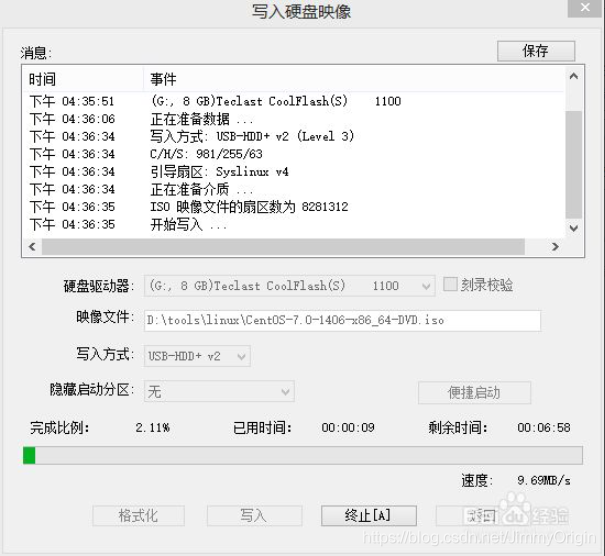 写入硬盘映像
消息:
保存
时间 事件
下午 04:35:51 (G:, 8 GB)Teclast CoolFlash(S) 1100
下午 04:36:06 正在准备数据 ...
下午 04:36:34 写入方式: USB-HDD+ v2 (Level 3)
下午 04:36:34 C/H/S: 981/255/63
下午 04:36:34 引导扇区: Syslinux v4
下午 04:36:34 正在准备介质 ...
下午 04:36:35 ISO 映像文件的扇区数为 8281312
下午 04:36:35 开始写入 ...
硬盘驱动器: (G:, 8 GB)Teclast CoolFlash(S) 1100 刻录校验
映像文件: D:\tools\linux\CentOS-7.0-1406-x86_64-DVD.iso
写入方式: USB-HDD+ v2
隐藏启动分区: 无 便捷启动
完成比例: 2.11% 已用时间: 00:00:09 剩余时间: 00:06:58
速度: 9.69MB/s
格式化 写入 终止[A] 返回
Baidu经验
https://blog.csdn.net/JimmyOrigin